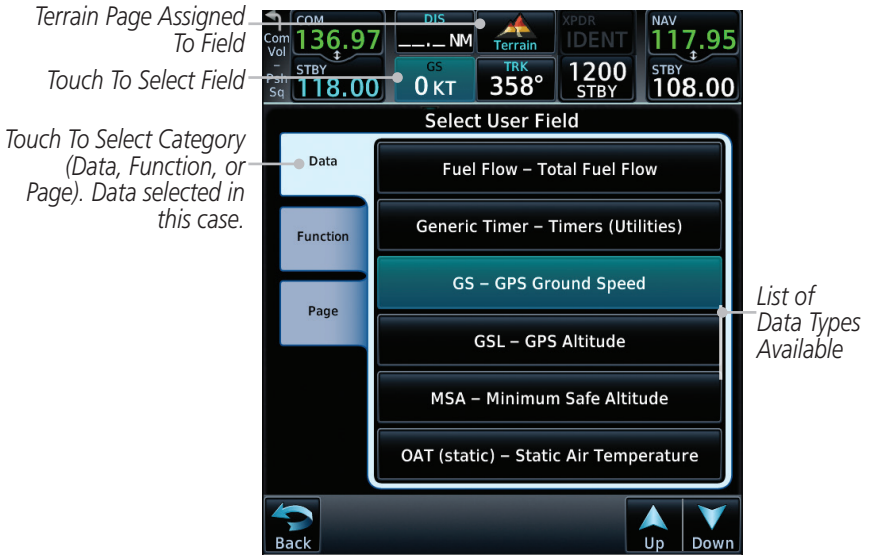 Terrain Page Assigned
To Field
Touch To Select Field
Touch To Select Category
(Data, Function, or
Page). Data selected in
this case.
COM
Com
Vol
–
Psh
Sq
136.97
STBY
118.00
DIS
__._ NM
GS
0 KT
Terrain
TRK
358°
XPDR
IDENT
1200
STBY
NAV
117.95
STBY
108.00
Select User Field
Data
Function
Page
Fuel Flow – Total Fuel Flow
Generic Timer – Timers (Utilities)
GS – GPS Ground Speed
GSL – GPS Altitude
MSA – Minimum Safe Altitude
OAT (static) – Static Air Temperature
List of
Data Types
Available
Back
Up
Down